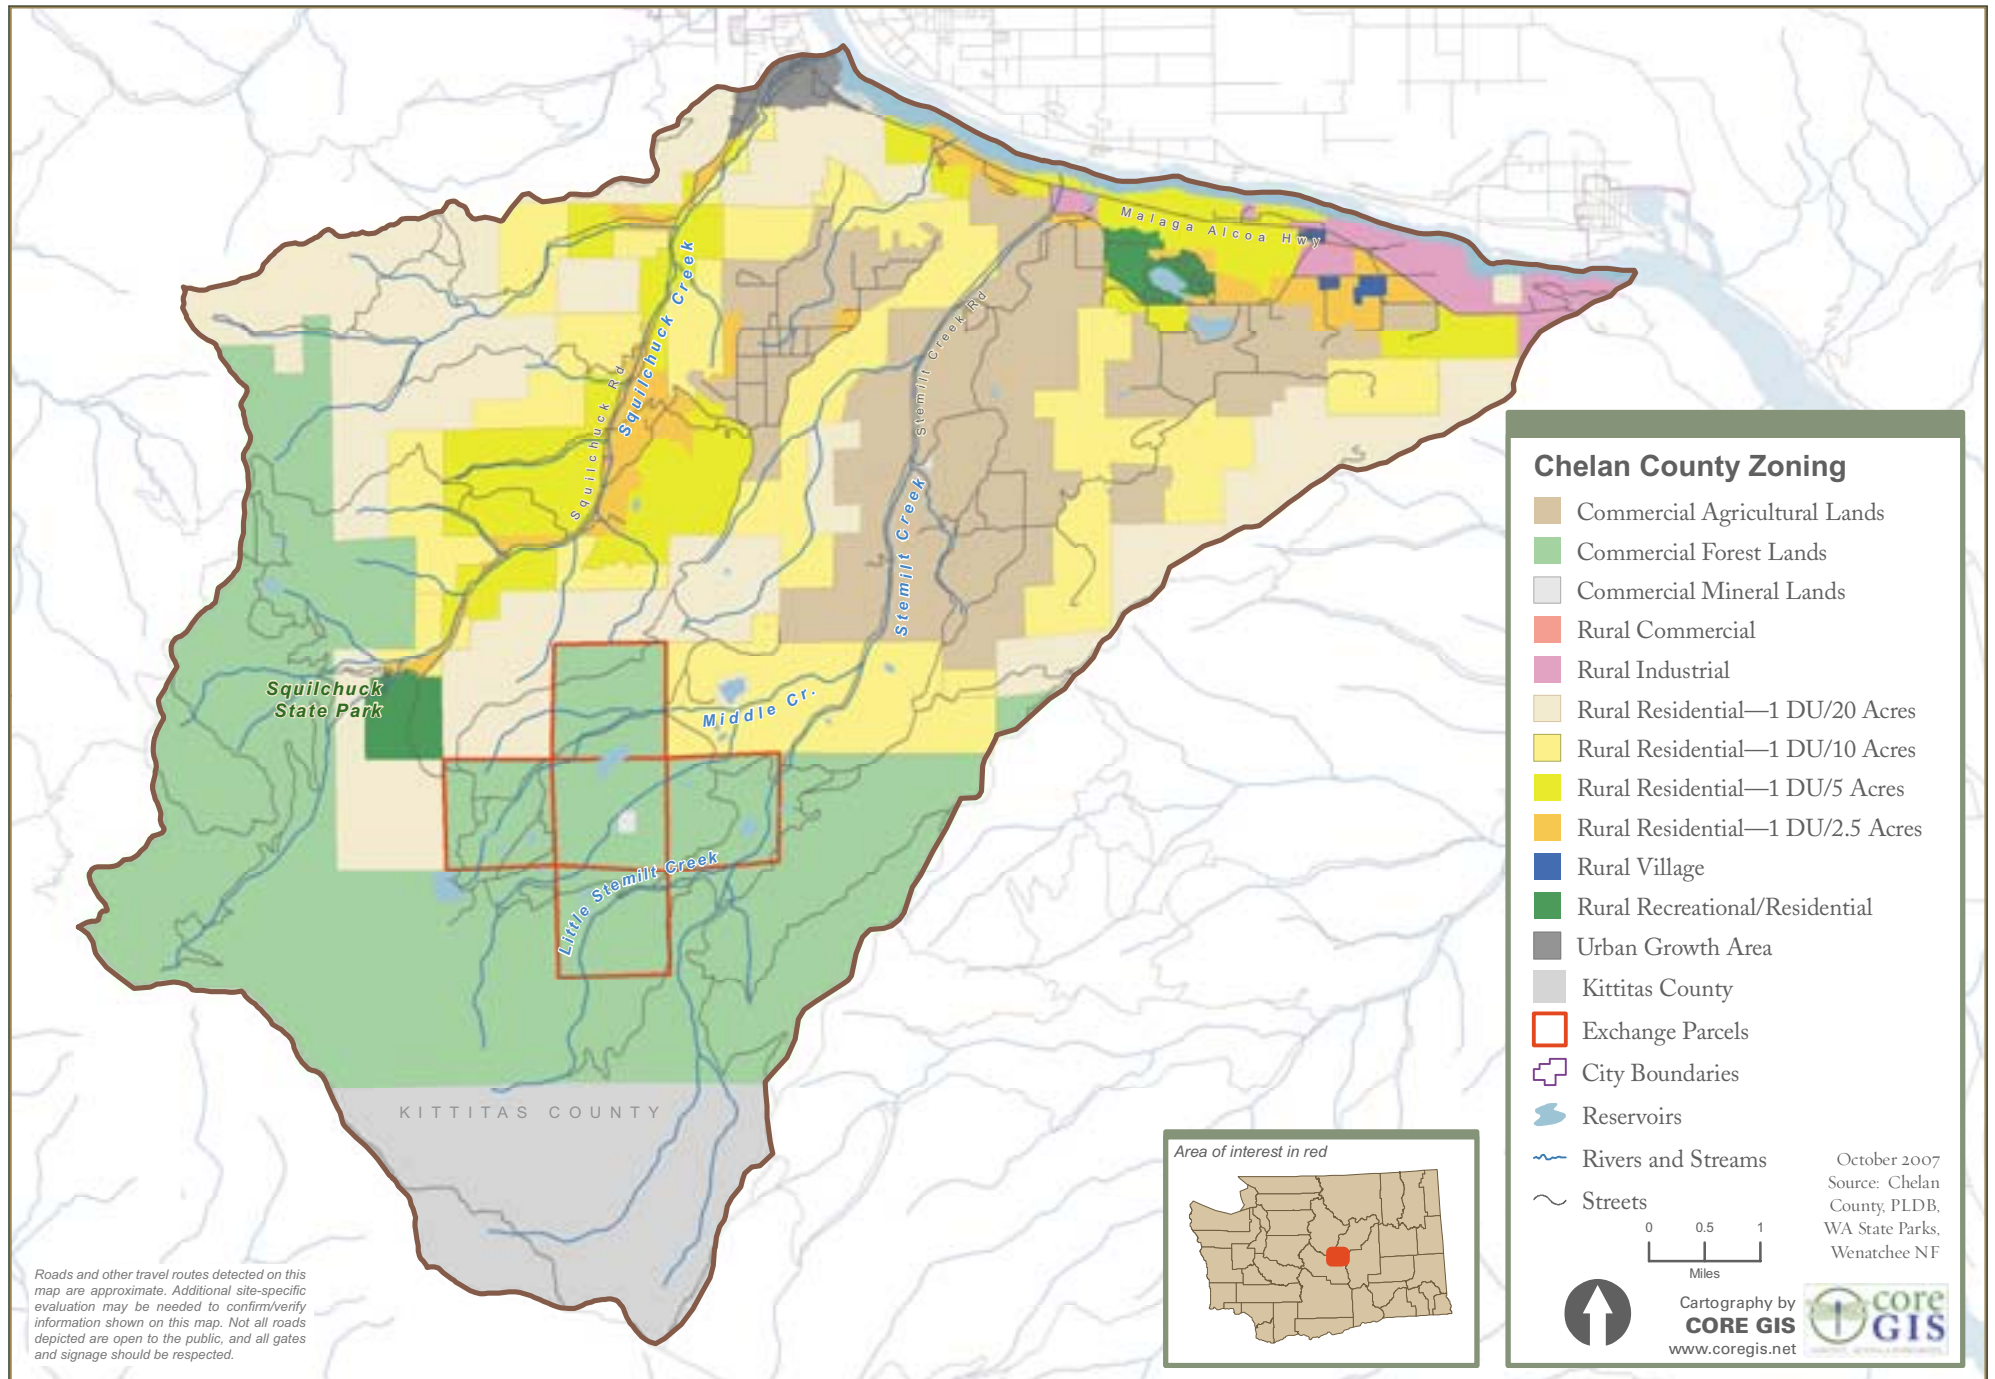 Malaga Alcoa Hwy
Squilchuck Creek
Squilchuck Rd
Stemilt Creek Rd
Stemilt Creek
Squilchuck
State Park
Middle Cr.
Little Stemilt Creek
KITTITAS COUNTY
Chelan County Zoning
Commercial Agricultural Lands
Commercial Forest Lands
Commercial Mineral Lands
Rural Commercial
Rural Industrial
Rural Residential—1 DU/20 Acres
Rural Residential—1 DU/10 Acres
Rural Residential—1 DU/5 Acres
Rural Residential—1 DU/2.5 Acres
Rural Village
Rural Recreational/Residential
Urban Growth Area
Kittitas County
Exchange Parcels
City Boundaries
Reservoirs
Rivers and Streams
Streets
October 2007
Source: Chelan
County, PLDB,
WA State Parks,
Wenatchee NF
0 0.5 1
Miles
Cartography by
CORE GIS
www.coregis.net
core
GIS
Area of interest in red
Roads and other travel routes detected on this
map are approximate. Additional site-specific
evaluation may be needed to confirm/verify
information shown on this map. Not all roads
depicted are open to the public, and all gates
and signage should be respected.